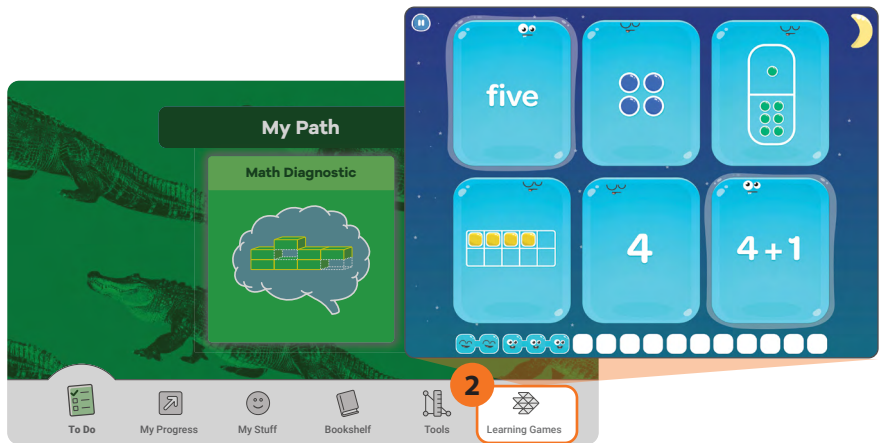 My Path
Math Diagnostic
five
4
4+1
2
To Do
My Progress
My Stuff
Bookshelf
Tools
Learning Games